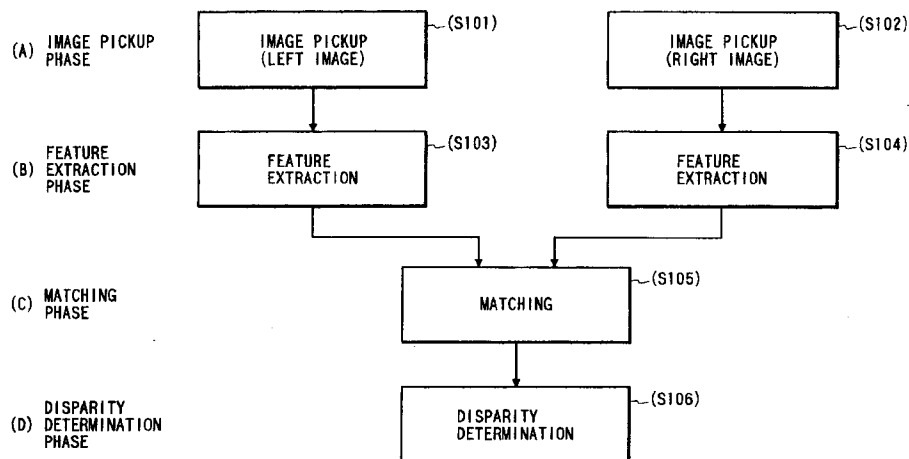 (A) IMAGE PICKUP
PHASE
IMAGE PICKUP
(LEFT IMAGE)
(S101)
IMAGE PICKUP
(RIGHT IMAGE)
(S102)
(B) FEATURE
EXTRACTION
PHASE
FEATURE
EXTRACTION
(S103)
FEATURE
EXTRACTION
(S104)
(C) MATCHING
PHASE
MATCHING
(S105)
(D) DISPARITY
DETERMINATION
PHASE
DISPARITY
DETERMINATION
(S106)